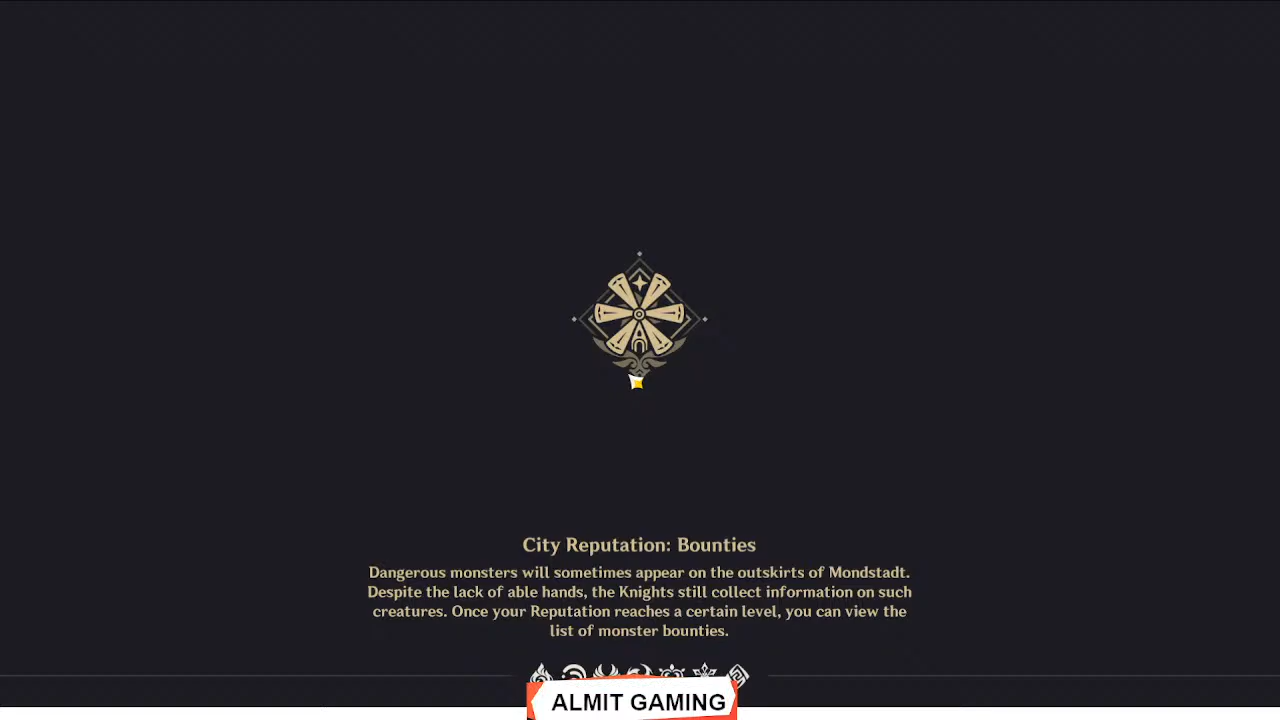 City Reputation: Bounties
Dangerous monsters will sometimes appear on the outskirts of Mondstadt.
Despite the lack of able hands, the Knights still collect information on such
creatures. Once your Reputation reaches a certain level, you can view the
list of monster bounties.
ALMIT GAMING